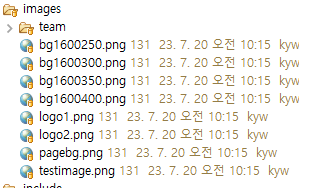 images
team
bg1600250.png 131 23. 7. 20 오전 10:15 kyw
bg1600300.png 131 23. 7. 20 오전 10:15 kyw
bg1600350.png 131 23. 7. 20 오전 10:15 kyw
bg1600400.png 131 23. 7. 20 오전 10:15 kyw
logo1.png 131 23. 7. 20 오전 10:15 kyw
logo2.png 131 23. 7. 20 오전 10:15 kyw
pagebg.png 131 23. 7. 20 오전 10:15 kyw
testimage.png 131 23. 7. 20 오전 10:15 kyw
include